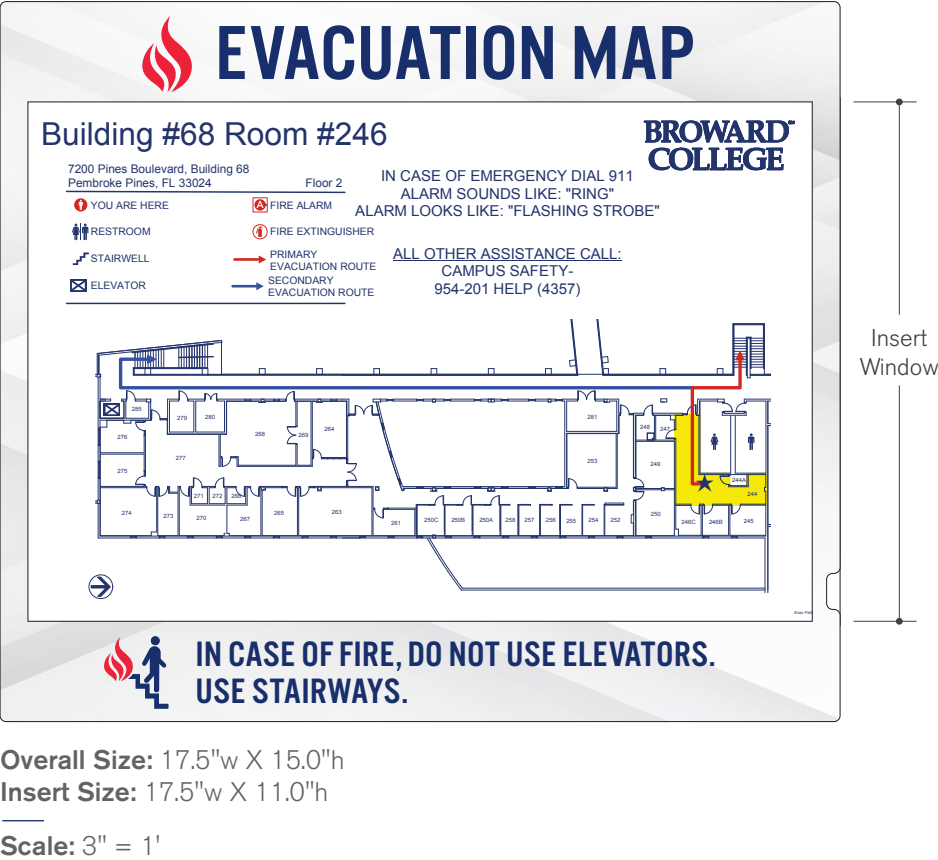 EVACUATION MAP
Building #68 Room #246
BROWARD™
COLLEGE
7200 Pines Boulevard, Building 68
Pembroke Pines, FL 33024
Floor 2
IN CASE OF EMERGENCY DIAL 911
ALARM SOUNDS LIKE: "RING"
ALARM LOOKS LIKE: "FLASHING STROBE"
YOU ARE HERE
A FIRE ALARM
RESTROOM
FIRE EXTINGUISHER
STAIRWELL
PRIMARY
EVACUATION ROUTE
ELEVATOR
SECONDARY
EVACUATION ROUTE
ALL OTHER ASSISTANCE CALL:
CAMPUS SAFETY-
954-201 HELP (4357)
Insert
Window
285
279
280
276
277
268
269
264
281
248
247
275
253
249
244A
244
274
273
271
272
266
270
267
265
263
261
250C
250B
250A
258
257
256
255
254
252
250
246C
246B
245
IN CASE OF FIRE, DO NOT USE ELEVATORS.
USE STAIRWAYS.
Overall Size: 17.5"w X 15.0"h
Insert Size: 17.5"w X 11.0"h
Scale: 3" = 1'